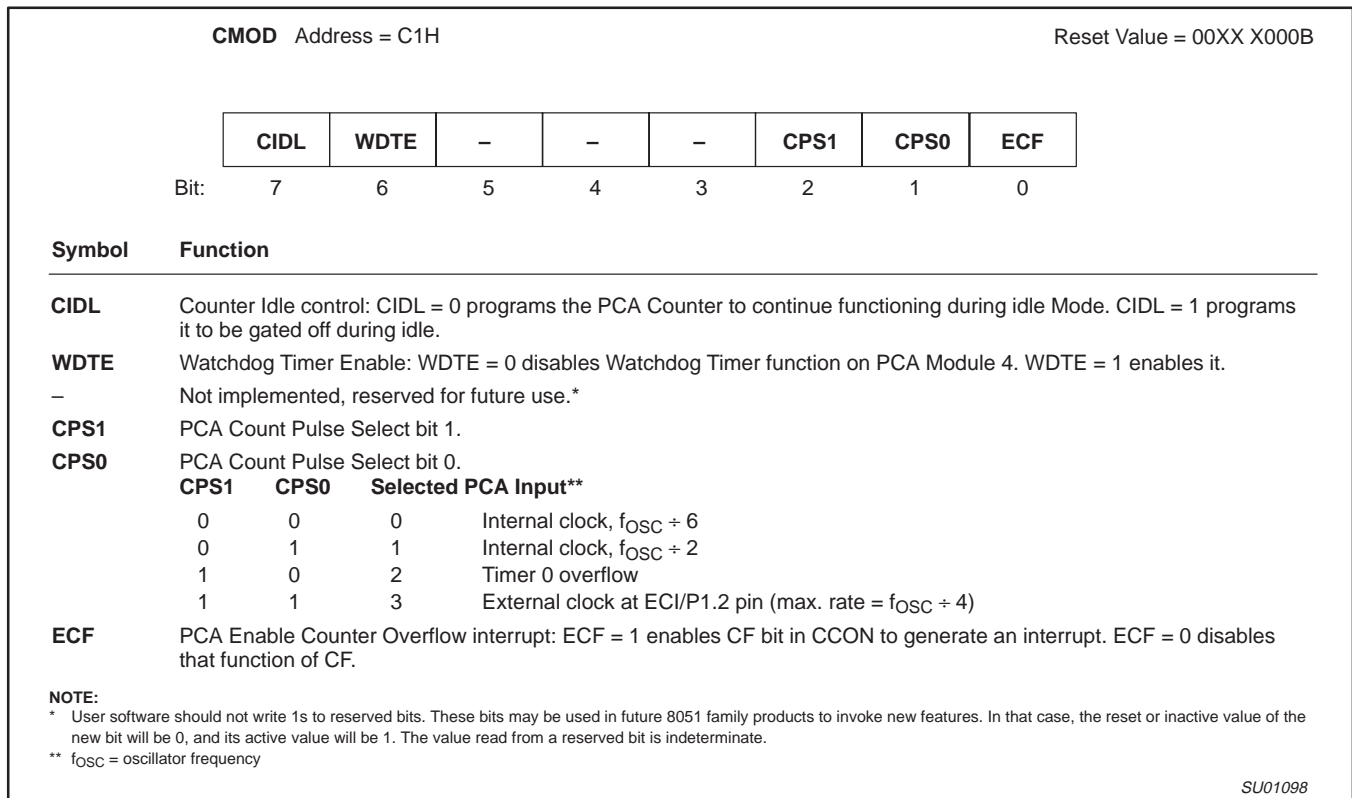 CMOD Address = C1H Reset Value = 00XX X000B
CIDL WDTE – – – CPS1 CPS0 ECF
Bit: 7 6 5 4 3 2 1 0
Symbol Function
CIDL Counter Idle control: CIDL = 0 programs the PCA Counter to continue functioning during idle Mode. CIDL = 1 programs
it to be gated off during idle.
WDTE Watchdog Timer Enable: WDTE = 0 disables Watchdog Timer function on PCA Module 4. WDTE = 1 enables it.
– Not implemented, reserved for future use.*
CPS1 PCA Count Pulse Select bit 1.
CPS0 PCA Count Pulse Select bit 0.
CPS1 CPS0 Selected PCA Input**
0 0 0 Internal clock, fOSC ÷ 6
0 1 1 Internal clock, fOSC ÷ 2
1 0 2 Timer 0 overflow
1 1 3 External clock at ECI/P1.2 pin (max. rate = fOSC ÷ 4)
ECF PCA Enable Counter Overflow interrupt: ECF = 1 enables CF bit in CCON to generate an interrupt. ECF = 0 disables
that function of CF.
NOTE:
* User software should not write 1s to reserved bits. These bits may be used in future 8051 family products to invoke new features. In that case, the reset or inactive value of the
new bit will be 0, and its active value will be 1. The value read from a reserved bit is indeterminate.
** fOSC = oscillator frequency
SU01098